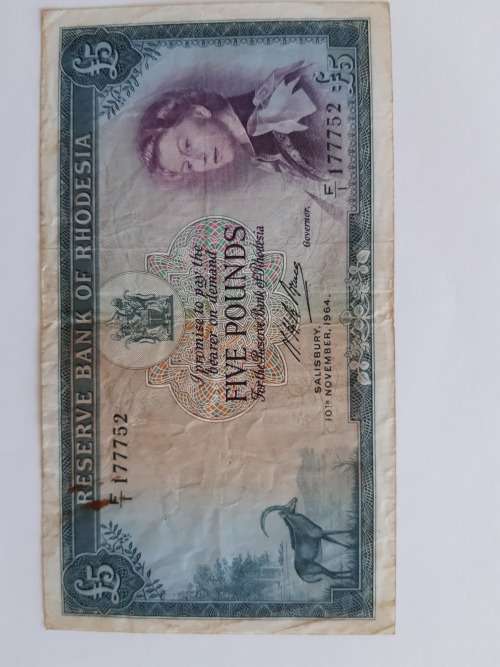 £5
RESERVE BANK OF RHODESIA
£5
F/1 177752
I promise to pay the
bearer on demand
FIVE POUNDS
For the Reserve Bank of Rhodesia
Governor.
SALISBURY,
10TH NOVEMBER, 1964.
F/1 177752
£5